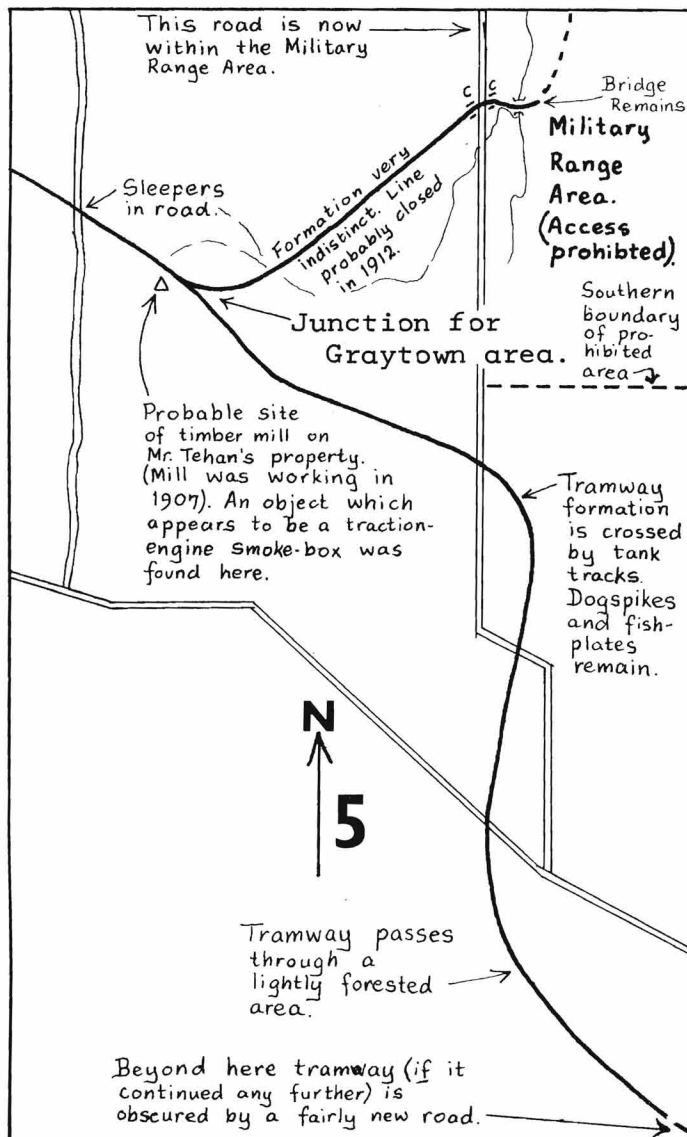 This road is now
within the Military
Range Area.
C C
Bridge
Remains
Military
Range
Area.
(Access
prohibted).
Sleepers
in road.
Formation very
indistinct. Line
probably closed
in 1912.
Southern
boundary
of pro-
hibited
area
Junction for
Graytown area.
Probable site
of timber mill on
Mr. Tehan's property.
(Mill was working in
1907). An object which
appears to be a traction-
engine smoke-box was
found here.
Tramway
formation
is crossed
by tank
tracks.
Dogspikes
and fish-
plates
remain.
N
5
Tramway passes
through a
lightly forested
area.
Beyond here tramway (if it
continued any further) is
obscured by a fairly new road.